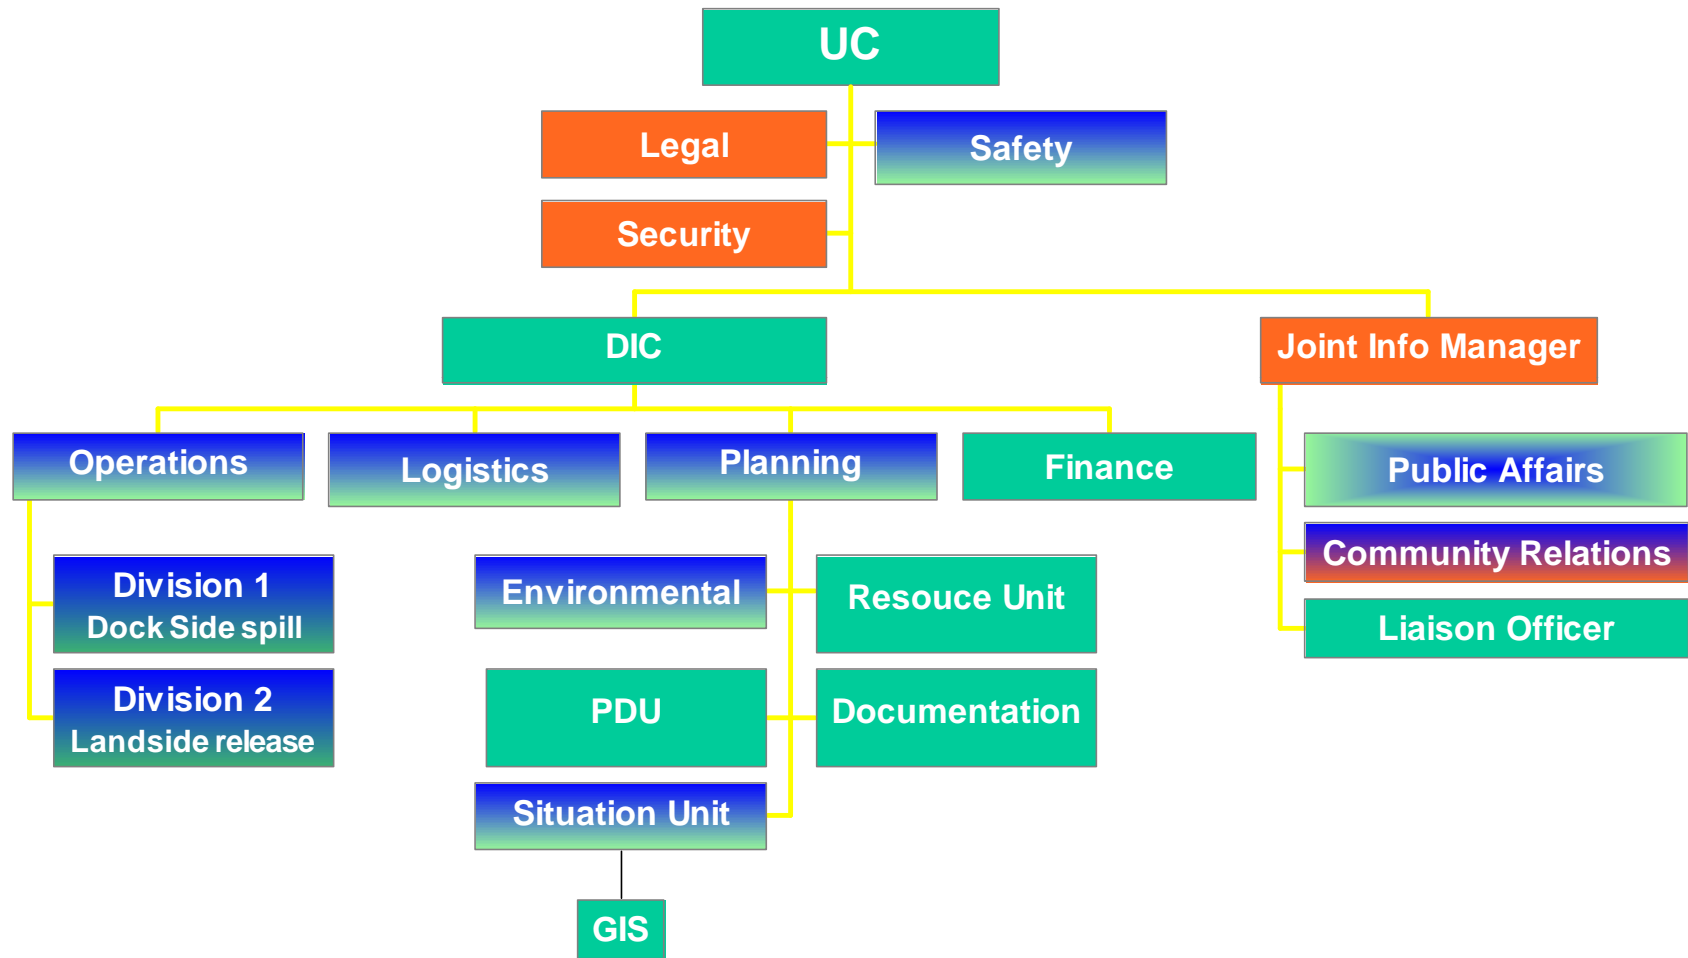 UC
Legal
Safety
Security
DIC
Joint Info Manager
Operations
Logistics
Planning
Finance
Public Affairs
Community Relations
Liaison Officer
Division 1
Dock Side spill
Division 2
Landside release
Environmental
Resouce Unit
PDU
Documentation
Situation Unit
GIS